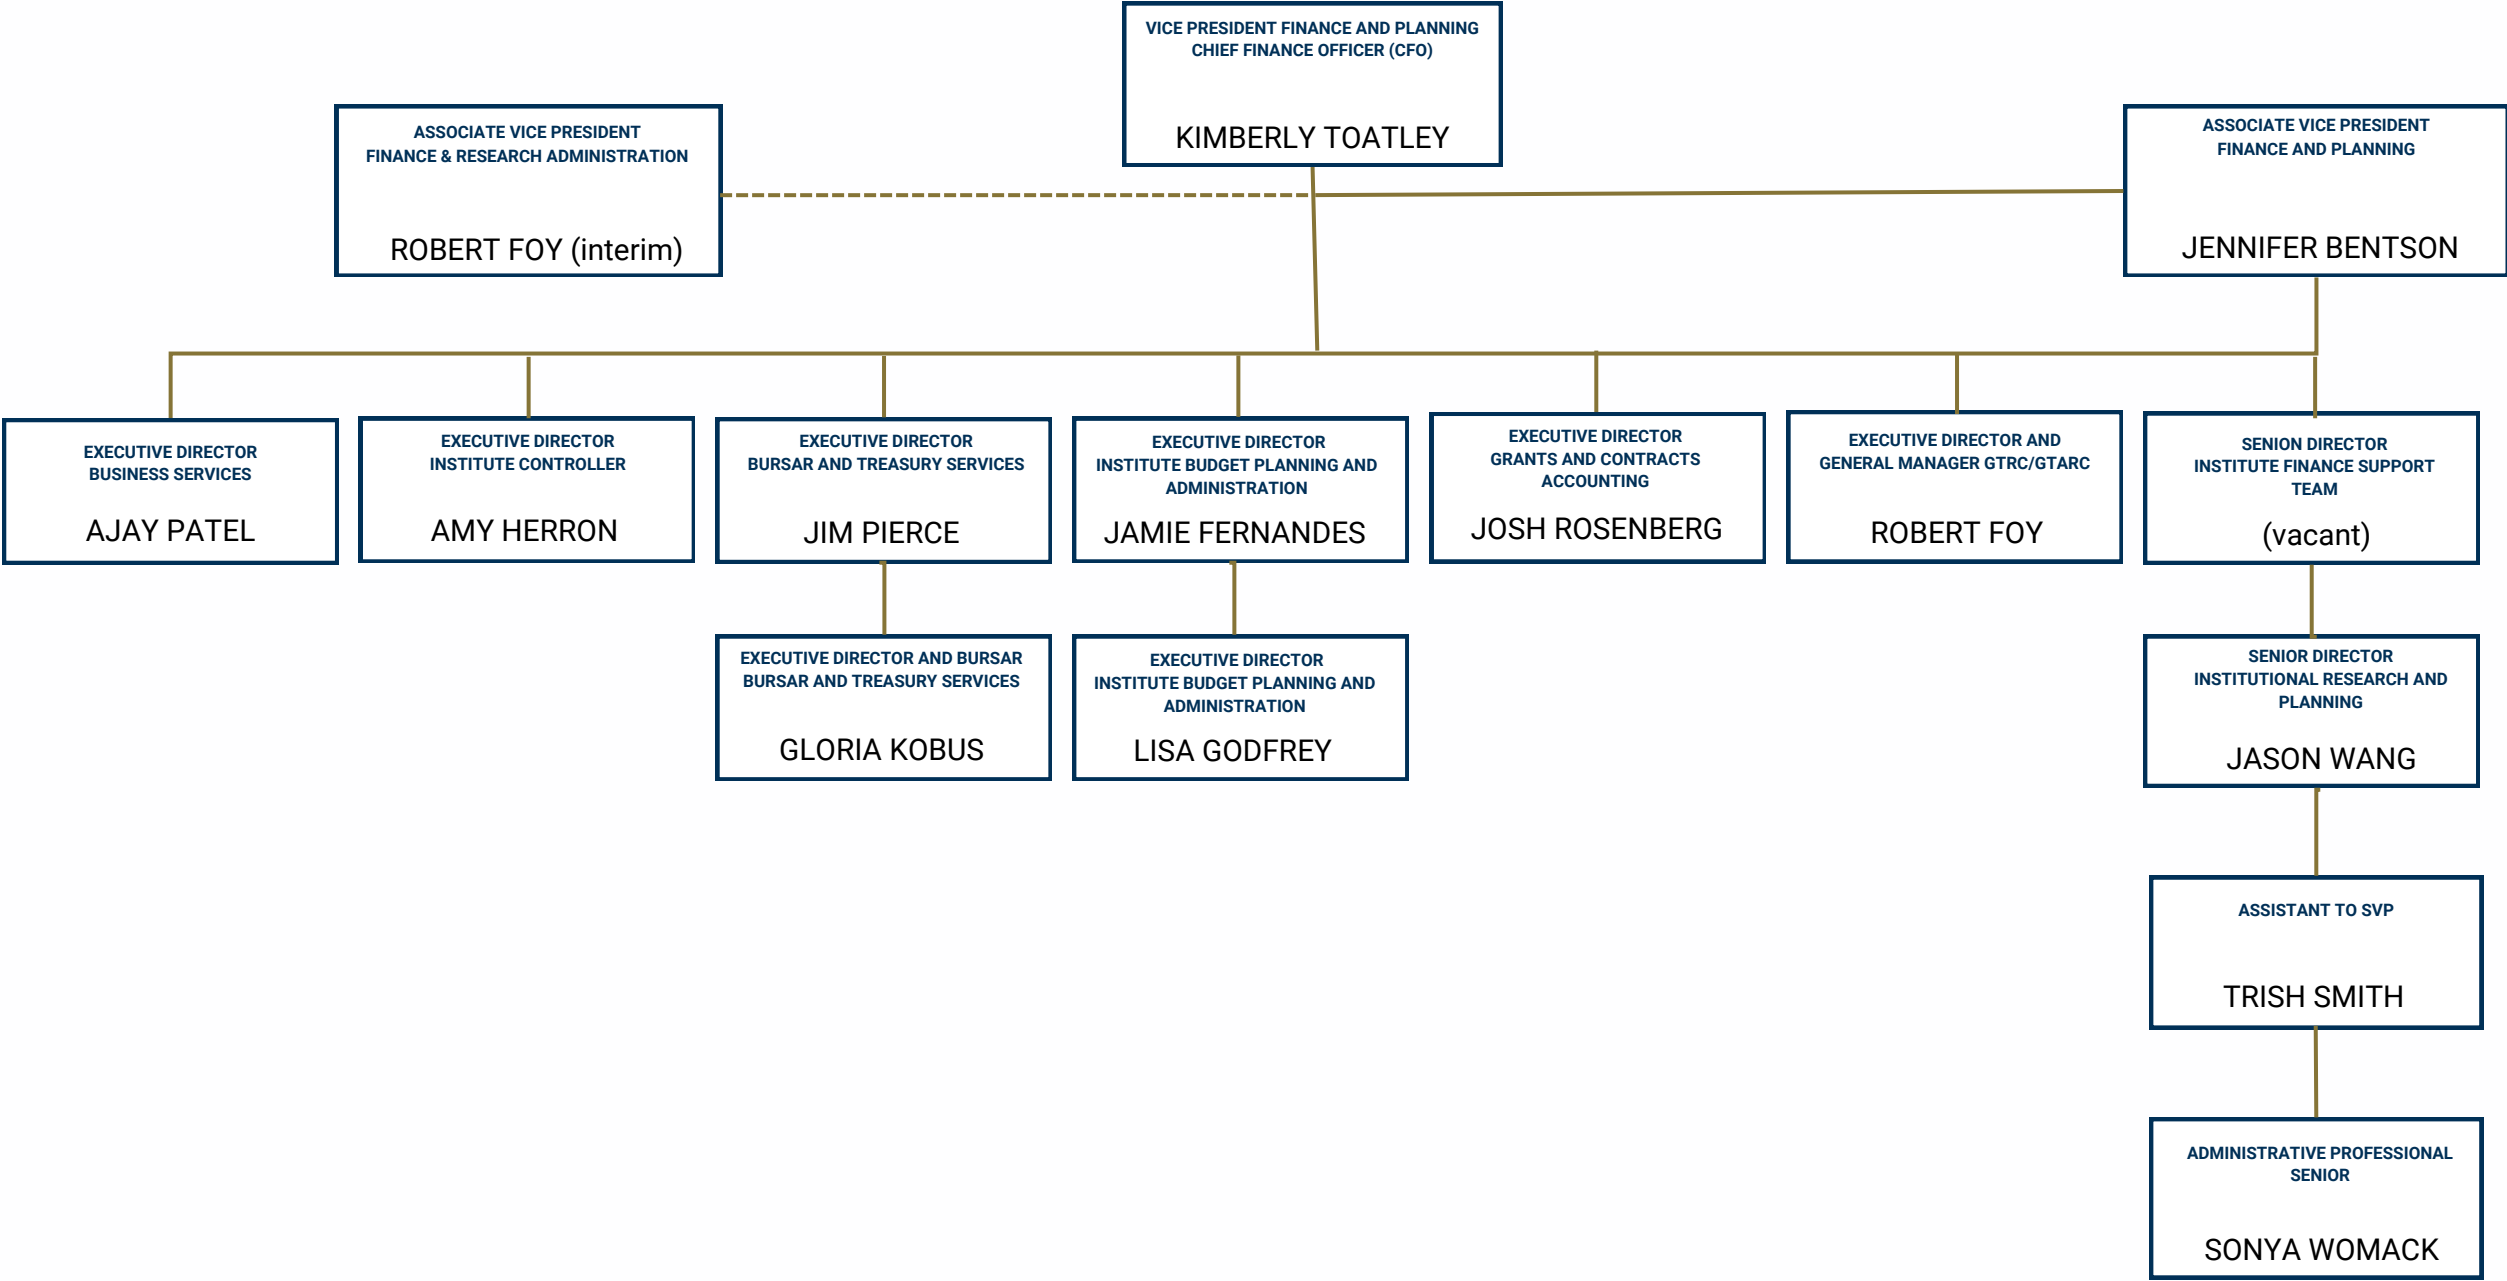 VICE PRESIDENT FINANCE AND PLANNING
CHIEF FINANCE OFFICER (CFO)
KIMBERLY TOATLEY
ASSOCIATE VICE PRESIDENT
FINANCE & RESEARCH ADMINISTRATION
ROBERT FOY (interim)
ASSOCIATE VICE PRESIDENT
FINANCE AND PLANNING
JENNIFER BENTSON
EXECUTIVE DIRECTOR
BUSINESS SERVICES
AJAY PATEL
EXECUTIVE DIRECTOR
INSTITUTE CONTROLLER
AMY HERRON
EXECUTIVE DIRECTOR
BURSAR AND TREASURY SERVICES
JIM PIERCE
EXECUTIVE DIRECTOR
INSTITUTE BUDGET PLANNING AND
ADMINISTRATION
JAMIE FERNANDES
EXECUTIVE DIRECTOR
GRANTS AND CONTRACTS
ACCOUNTING
JOSH ROSENBERG
EXECUTIVE DIRECTOR AND
GENERAL MANAGER GTRC/GTARC
ROBERT FOY
SENION DIRECTOR
INSTITUTE FINANCE SUPPORT
TEAM
(vacant)
EXECUTIVE DIRECTOR AND BURSAR
BURSAR AND TREASURY SERVICES
GLORIA KOBUS
EXECUTIVE DIRECTOR
INSTITUTE BUDGET PLANNING AND
ADMINISTRATION
LISA GODFREY
SENIOR DIRECTOR
INSTITUTIONAL RESEARCH AND
PLANNING
JASON WANG
ASSISTANT TO SVP
TRISH SMITH
ADMINISTRATIVE PROFESSIONAL
SENIOR
SONYA WOMACK